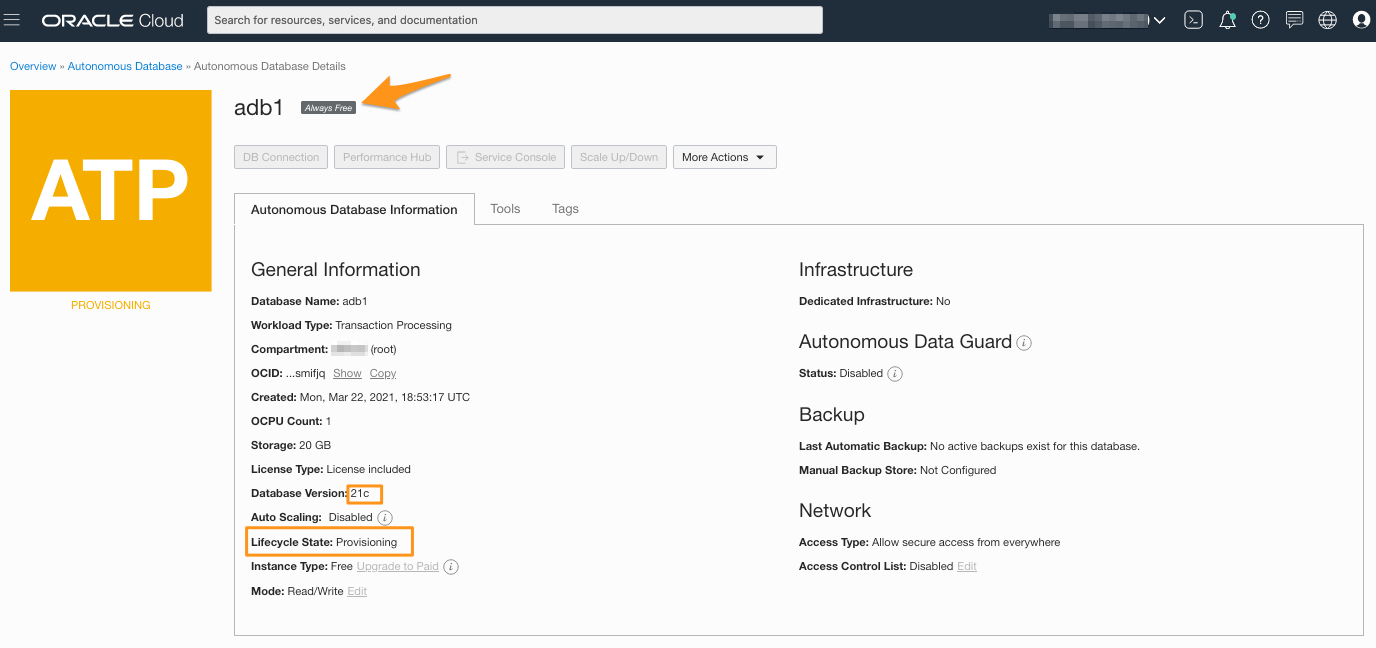 ORACLE Cloud
Search for resources, services, and documentation
Overview » Autonomous Database » Autonomous Database Details
ATP
PROVISIONING
adb1 Always Free
DB Connection Performance Hub Service Console Scale Up/Down More Actions
Autonomous Database Information Tools Tags
General Information
Database Name: adb1
Workload Type: Transaction Processing
Compartment: (root)
OCID: ...smifjq Show Copy
Created: Mon, Mar 22, 2021, 18:53:17 UTC
OCPU Count: 1
Storage: 20 GB
License Type: License included
Database Version: 21c
Auto Scaling: Disabled i
Lifecycle State: Provisioning
Instance Type: Free Upgrade to Paid i
Mode: Read/Write Edit
Infrastructure
Dedicated Infrastructure: No
Autonomous Data Guard i
Status: Disabled i
Backup
Last Automatic Backup: No active backups exist for this database.
Manual Backup Store: Not Configured
Network
Access Type: Allow secure access from everywhere
Access Control List: Disabled Edit